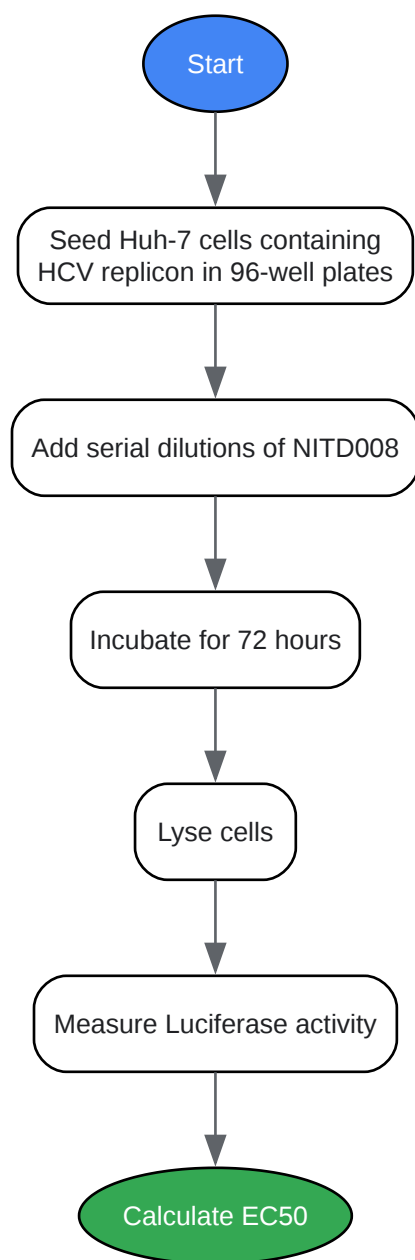 Start
Seed Huh-7 cells containing
HCV replicon in 96-well plates
Add serial dilutions of NITD008
Incubate for 72 hours
Lyse cells
Measure Luciferase activity
Calculate EC50